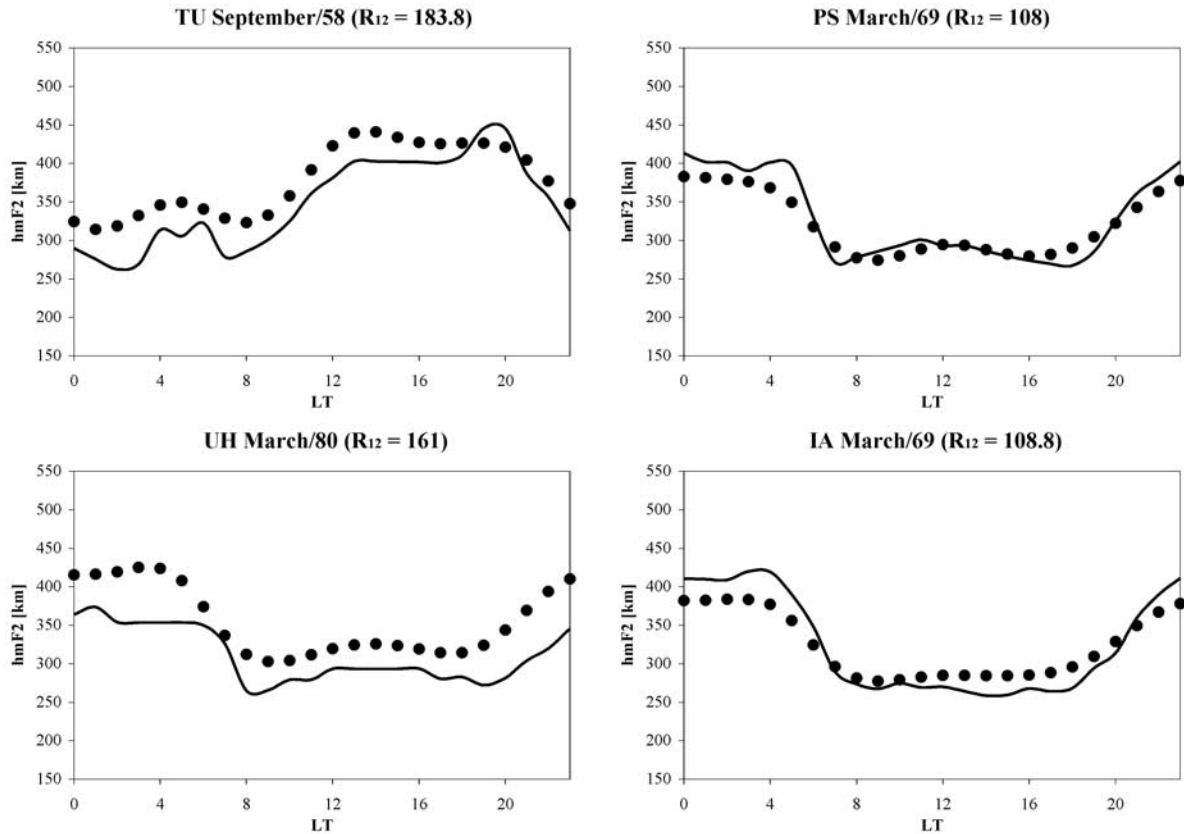 TU September/58 (R12 = 183.8)
hmF2 [km]
550
500
450
400
350
300
250
200
150
0 4 8 12 16 20
LT
PS March/69 (R12 = 108)
hmF2 [km]
550
500
450
400
350
300
250
200
150
0 4 8 12 16 20
LT
UH March/80 (R12 = 161)
hmF2 [km]
550
500
450
400
350
300
250
200
150
0 4 8 12 16 20
LT
IA March/69 (R12 = 108.8)
hmF2 [km]
550
500
450
400
350
300
250
200
150
0 4 8 12 16 20
LT